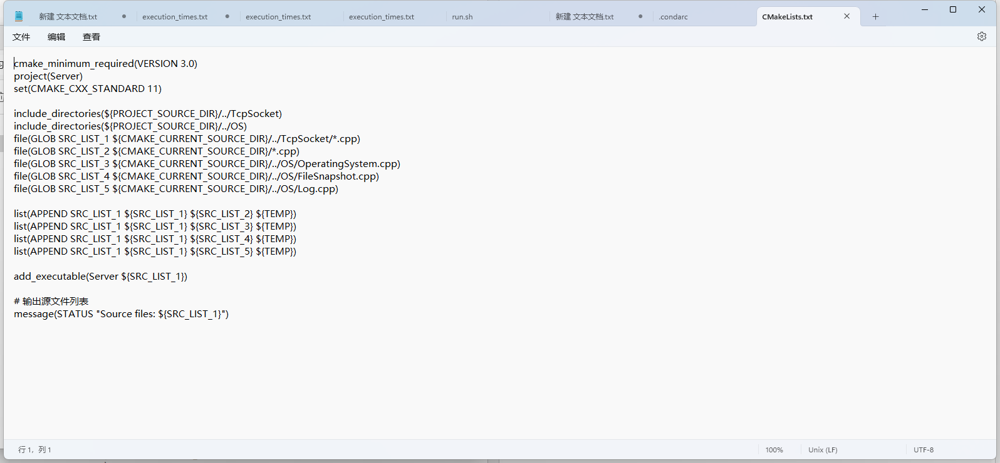 新建 文本文档.txt
execution_times.txt
execution_times.txt
execution_times.txt
run.sh
新建 文本文档.txt
.condarc
CMakeLists.txt
文件 编辑 查看
cmake_minimum_required(VERSION 3.0)
project(Server)
set(CMAKE_CXX_STANDARD 11)
include_directories(${PROJECT_SOURCE_DIR}/../TcpSocket)
include_directories(${PROJECT_SOURCE_DIR}/../OS)
file(GLOB SRC_LIST_1 ${CMAKE_CURRENT_SOURCE_DIR}/../TcpSocket/*.cpp)
file(GLOB SRC_LIST_2 ${CMAKE_CURRENT_SOURCE_DIR}/*.cpp)
file(GLOB SRC_LIST_3 ${CMAKE_CURRENT_SOURCE_DIR}/../OS/OperatingSystem.cpp)
file(GLOB SRC_LIST_4 ${CMAKE_CURRENT_SOURCE_DIR}/../OS/FileSnapshot.cpp)
file(GLOB SRC_LIST_5 ${CMAKE_CURRENT_SOURCE_DIR}/../OS/Log.cpp)
list(APPEND SRC_LIST_1 ${SRC_LIST_1} ${SRC_LIST_2} ${TEMP})
list(APPEND SRC_LIST_1 ${SRC_LIST_1} ${SRC_LIST_3} ${TEMP})
list(APPEND SRC_LIST_1 ${SRC_LIST_1} ${SRC_LIST_4} ${TEMP})
list(APPEND SRC_LIST_1 ${SRC_LIST_1} ${SRC_LIST_5} ${TEMP})
add_executable(Server ${SRC_LIST_1})
# 输出源文件列表
message(STATUS "Source files: ${SRC_LIST_1}")
行 1，列 1
100%
Unix (LF)
UTF-8